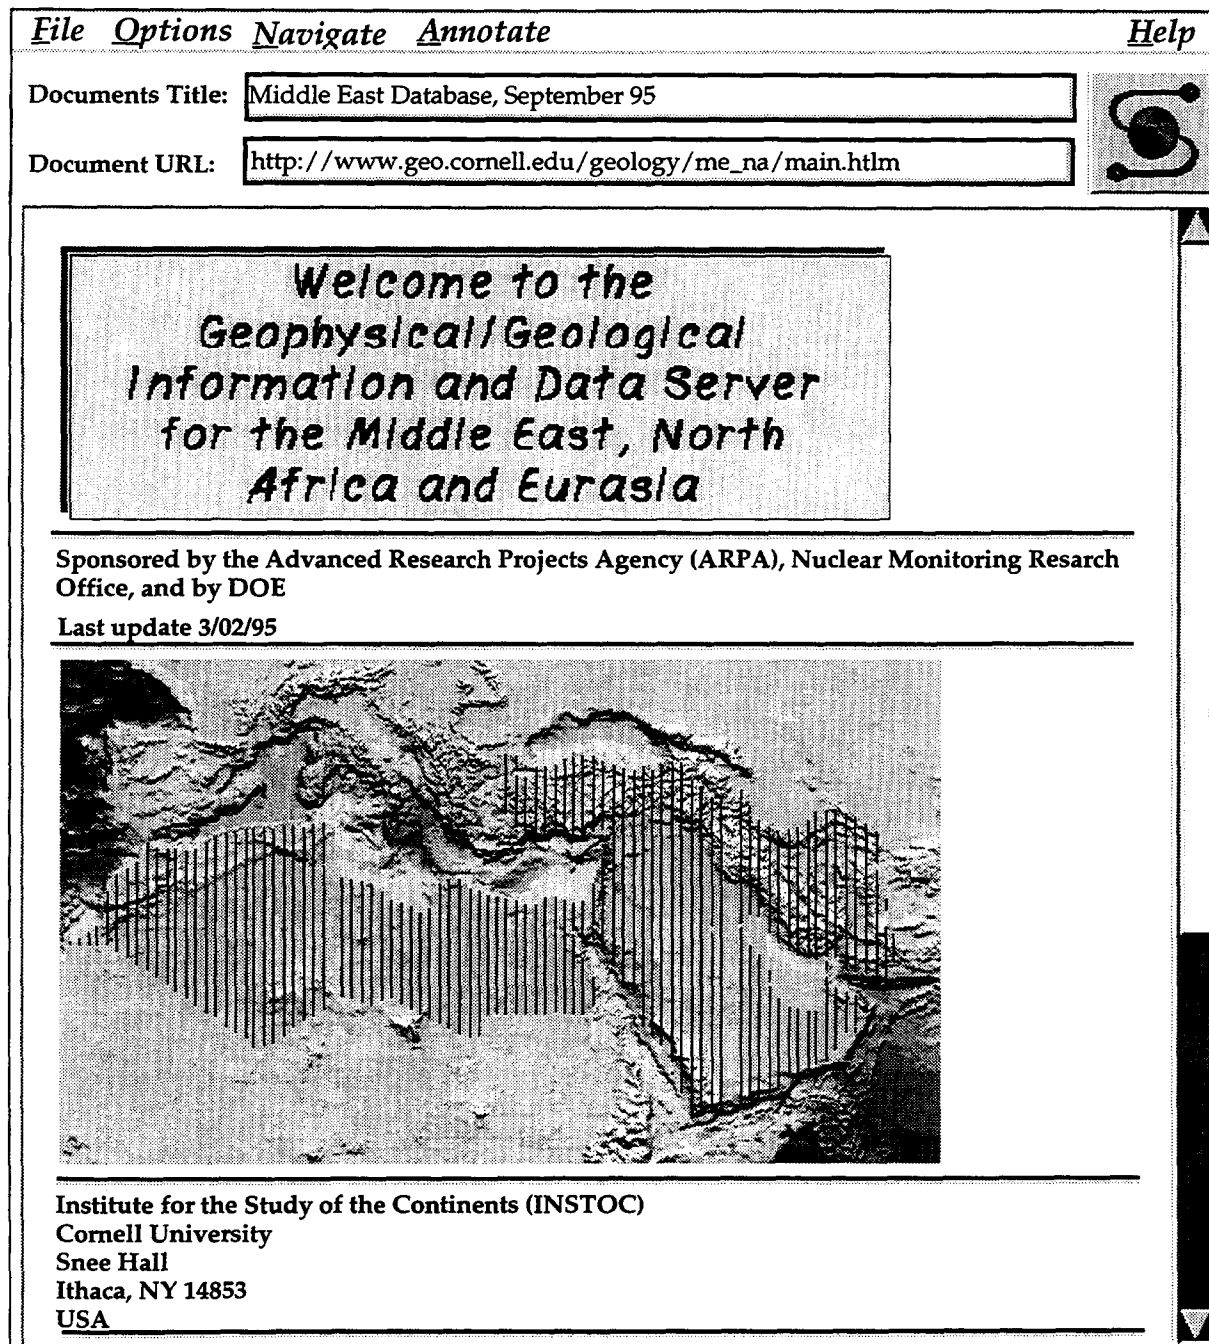 File Options Navigate Annotate Help
Documents Title: Middle East Database, September 95
Document URL: http://www.geo.cornell.edu/geology/me_na/main.htlm
Welcome to the
Geophysical/Geological
Information and Data Server
for the Middle East, North
Africa and Eurasia
Sponsored by the Advanced Research Projects Agency (ARPA), Nuclear Monitoring Resarch
Office, and by DOE
Last update 3/02/95
Institute for the Study of the Continents (INSTOC)
Cornell University
Snee Hall
Ithaca, NY 14853
USA